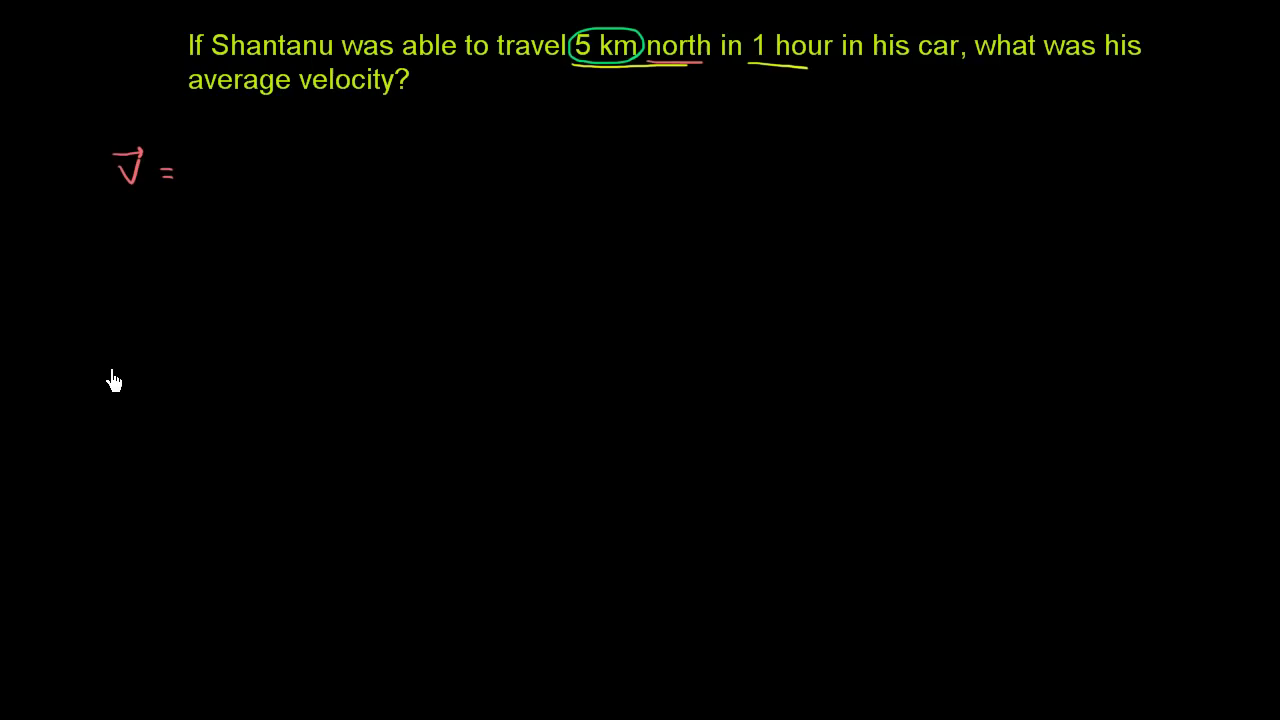 If Shantanu was able to travel 5 km north in 1 hour in his car, what was his
average velocity?
v⃗ =